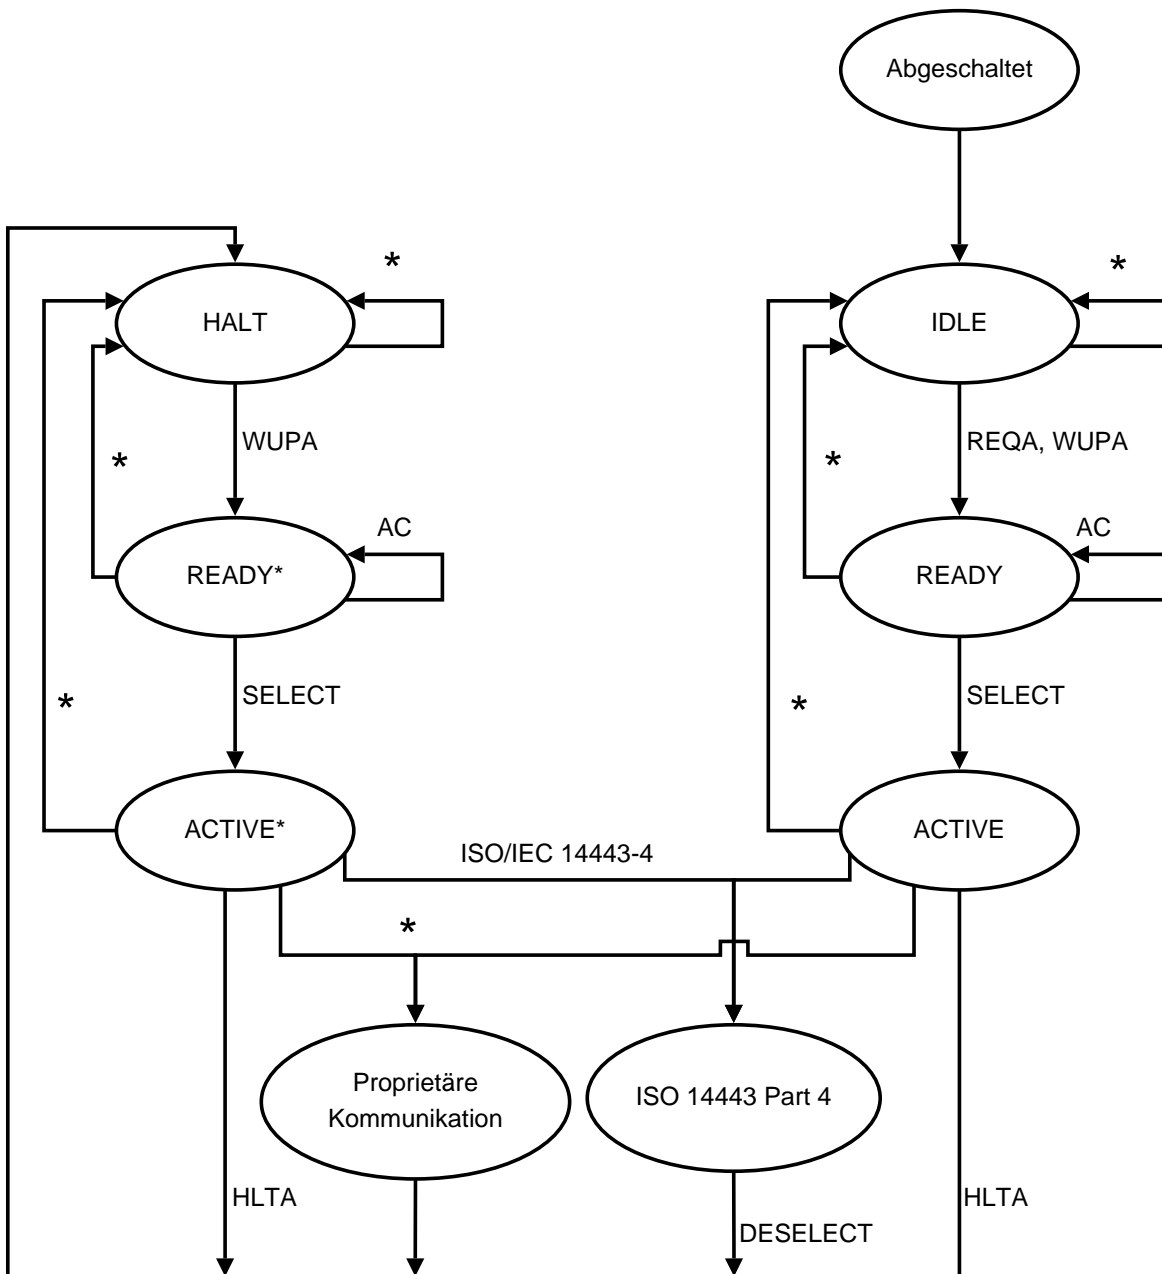 Abgeschaltet
*
*
HALT
IDLE
WUPA
REQA, WUPA
*
*
AC
AC
READY*
READY
SELECT
SELECT
*
*
ACTIVE*
ACTIVE
ISO/IEC 14443-4
*
Proprietäre
Kommunikation
ISO 14443 Part 4
HLTA
HLTA
DESELECT